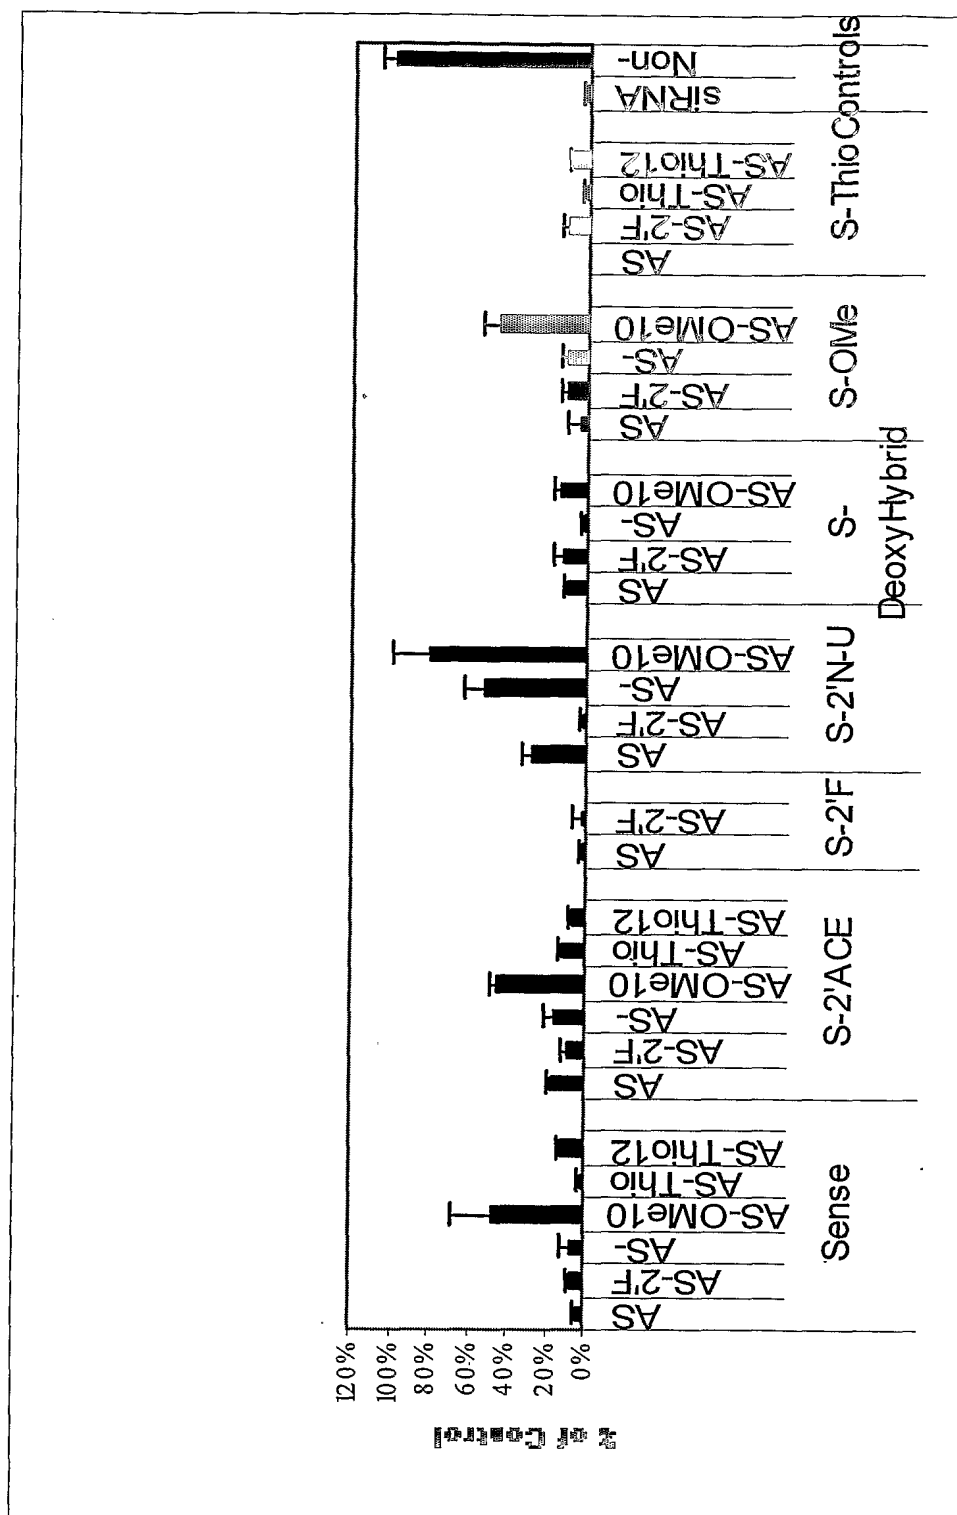 % of Control
120%
100%
80%
60%
40%
20%
0%
AS
AS-2'F
AS-
AS-OMe10
AS-Thio
AS-Thio12
Sense
AS
AS-2'F
AS-
AS-OMe10
AS-Thio
AS-Thio12
S-2'ACE
AS
AS-2'F
S-2'F
AS
AS-2'F
AS-
AS-OMe10
S-2'N-U
AS
AS-2'F
AS-
AS-OMe10
S-
DeoxyHybrid
AS
AS-2'F
AS-
AS-OMe10
S-OMe
AS
AS-2'F
AS-Thio
AS-Thio12
S-Thio
siRNA
Non-
Controls